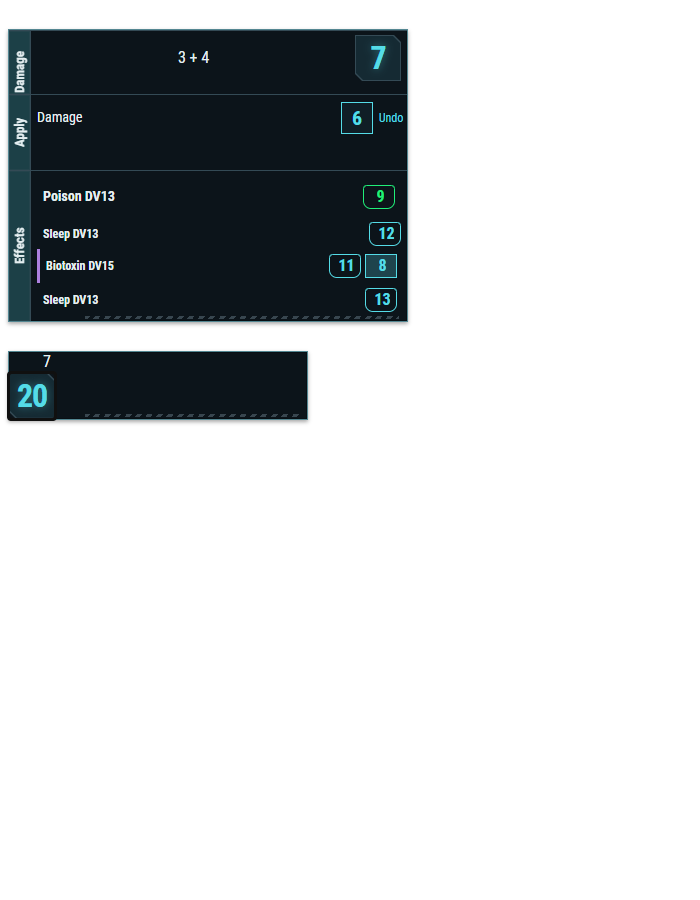 Damage
3 + 4
7
Apply
Damage
6 Undo
Effects
Poison DV13
9
Sleep DV13
12
Biotoxin DV15
11 8
Sleep DV13
13
7
20